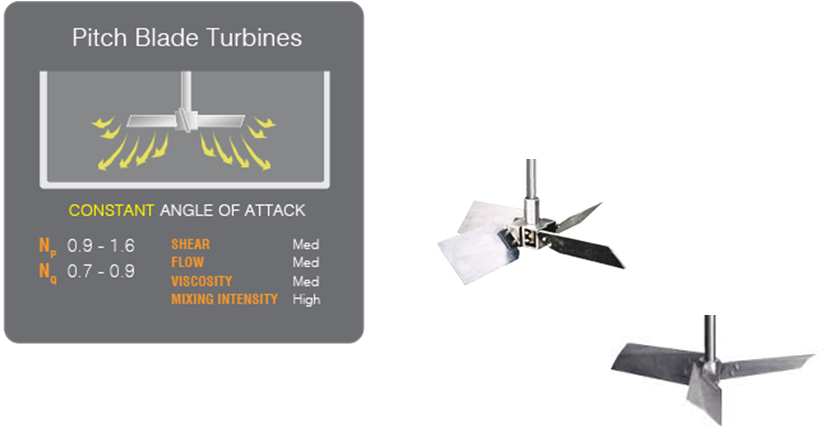 Pitch Blade Turbines
CONSTANT ANGLE OF ATTACK
Np 0.9 - 1.6
Nq 0.7 - 0.9
SHEAR Med
FLOW Med
VISCOSITY Med
MIXING INTENSITY High